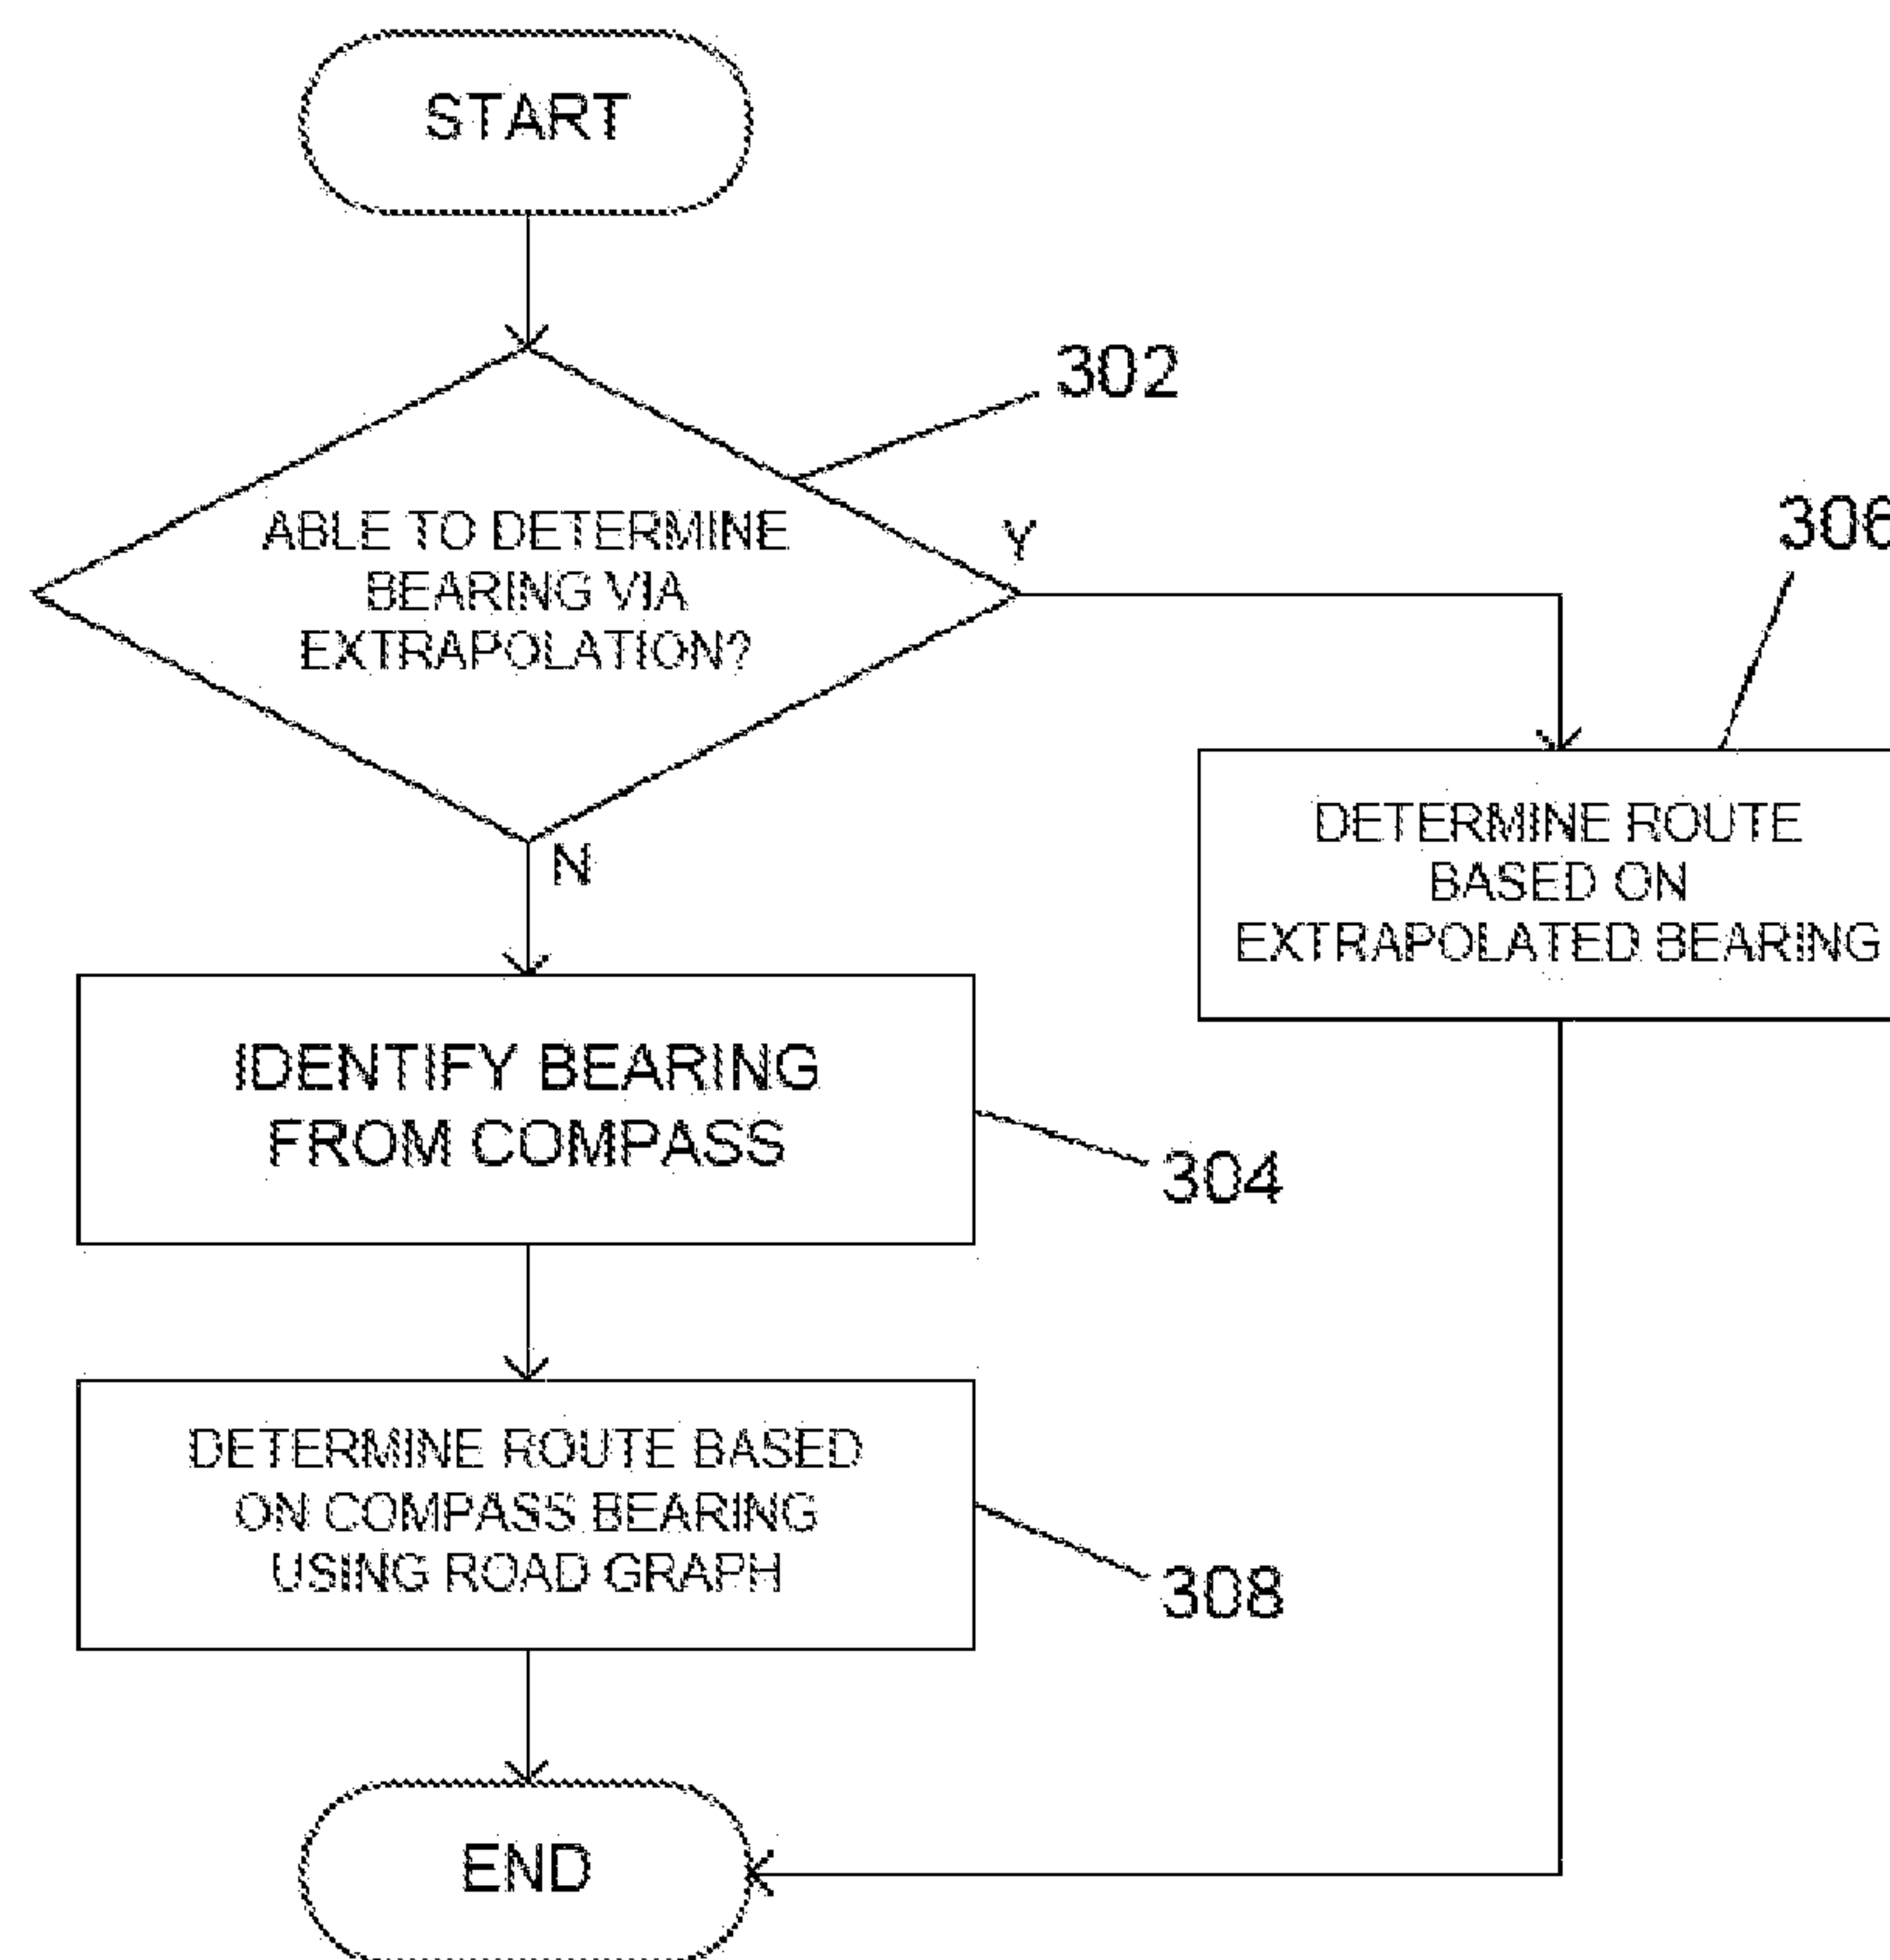 START
302
ABLE TO DETERMINE
BEARING VIA
EXTRAPOLATION?
Y
306
N
DETERMINE ROUTE
BASED ON
EXTRAPOLATED BEARING
IDENTIFY BEARING
FROM COMPASS
304
DETERMINE ROUTE BASED
ON COMPASS BEARING
USING ROAD GRAPH
308
END